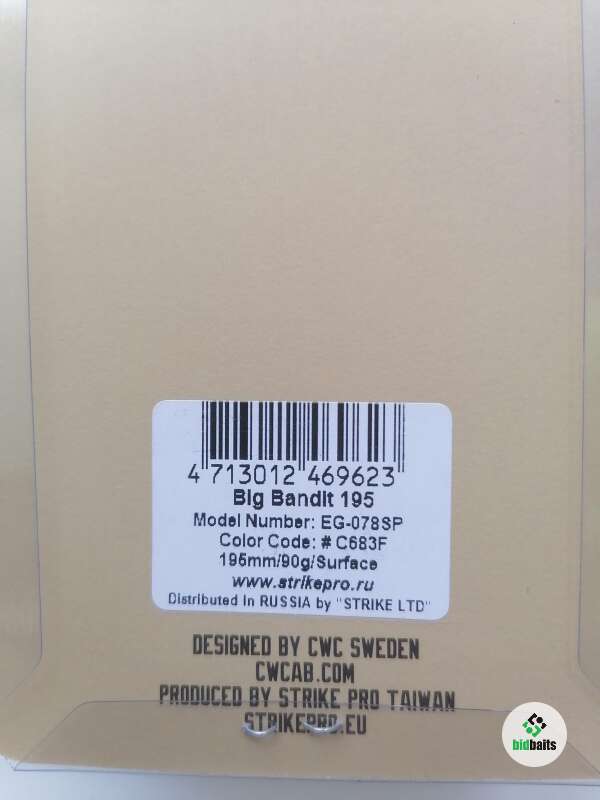 4 713012 469623
Big Bandit 195
Model Number: EG-078SP
Color Code: # C683F
195mm/90g/Surface
www.strikepro.ru
Distributed in RUSSIA by "STRIKE LTD"
DESIGNED BY CWC SWEDEN
CWCAB.COM
PRODUCED BY STRIKE PRO TAIWAN
STRIKEPRO.EU
bidbaits